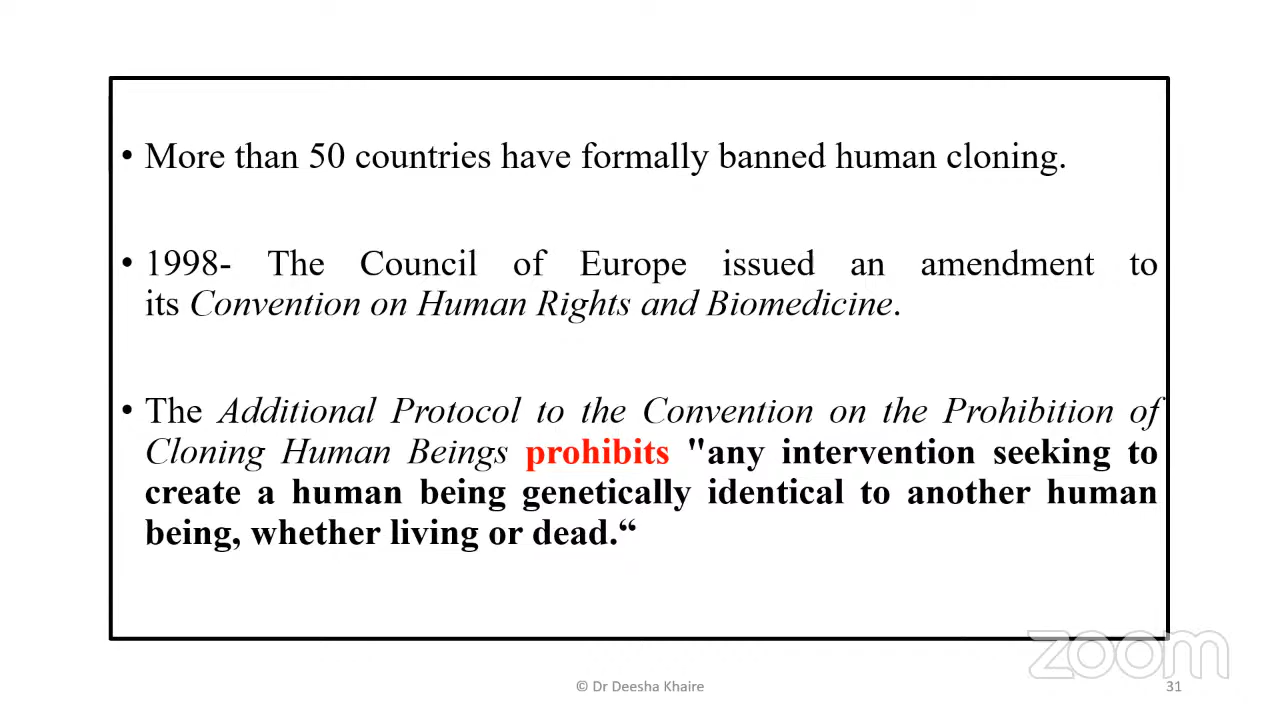 • More than 50 countries have formally banned human cloning.
• 1998- The Council of Europe issued an amendment to
its Convention on Human Rights and Biomedicine.
• The Additional Protocol to the Convention on the Prohibition of
Cloning Human Beings prohibits "any intervention seeking to
create a human being genetically identical to another human
being, whether living or dead.“
zoom
© Dr Deesha Khaire
31